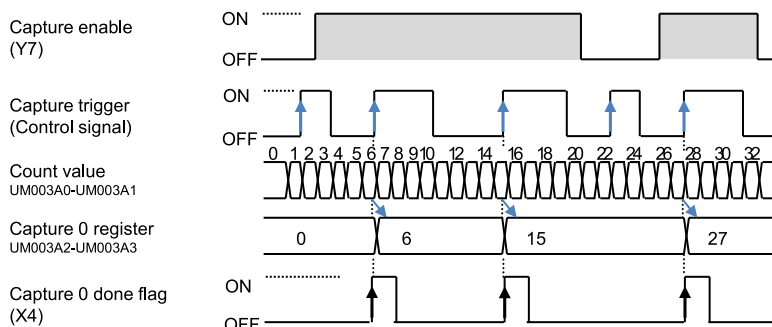 Capture enable
(Y7)
ON
OFF
Capture trigger
(Control signal)
ON
OFF
Count value
UM003A0-UM003A1
0 1 2 3 4 5 6 7 8 9 10 12 14 16 18 20 22 24 26 28 30 32
Capture 0 register
UM003A2-UM003A3
0 6 15 27
Capture 0 done flag
(X4)
ON
OFF